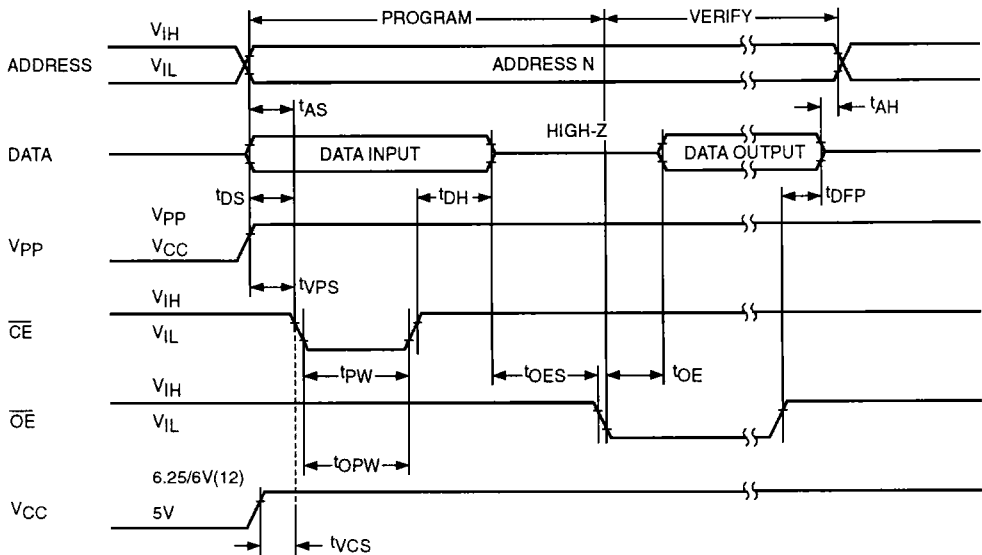 PROGRAM VERIFY
VIH
ADDRESS VIL ADDRESS N
tAS tAH
HIGH-Z
DATA DATA INPUT DATA OUTPUT
tDS tDH tDFP
VPP
VPP VCC
tVPS
VIH
CE VIL
tPW tOES tOE
VIH
OE VIL
tOPW
6.25/6V(12)
VCC 5V
tVCS